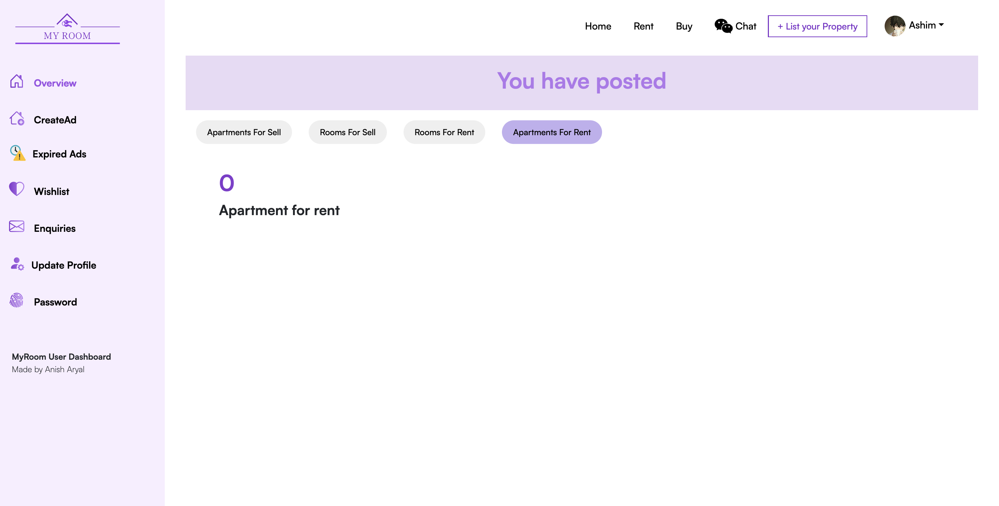 MY ROOM
Home Rent Buy Chat + List your Property Ashim
Overview
CreateAd
Expired Ads
Wishlist
Enquiries
Update Profile
Password
MyRoom User Dashboard
Made by Anish Aryal
You have posted
Apartments For Sell Rooms For Sell Rooms For Rent Apartments For Rent
0
Apartment for rent